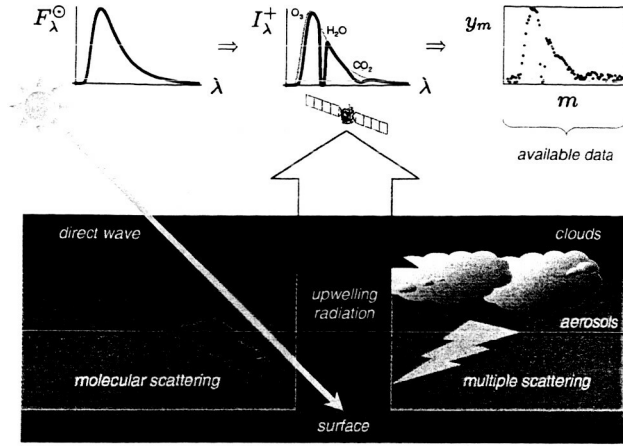 F_λ^⊙ ⇒ I_λ^+ ⇒ y_m
O₃
H₂O
CO₂
λ
λ
m
available data
direct wave
clouds
upwelling
radiation
aerosols
molecular scattering
multiple scattering
surface